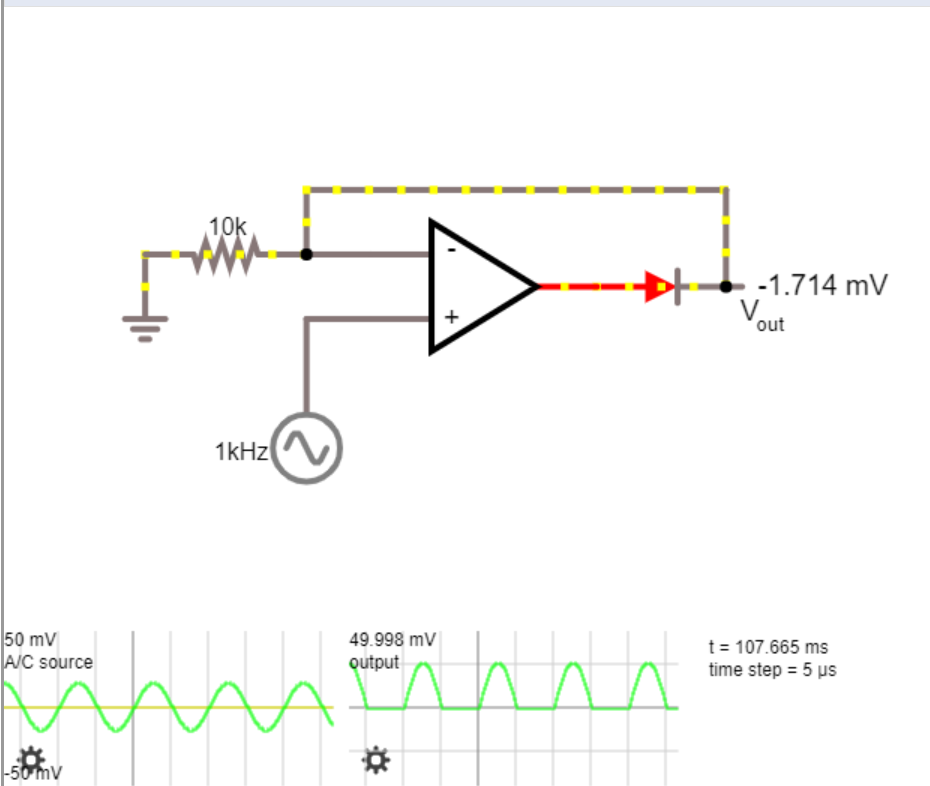 10k
-
+
-1.714 mV
Vout
1kHz
50 mV
A/C source
-50 mV
49.998 mV
output
t = 107.665 ms
time step = 5 µs